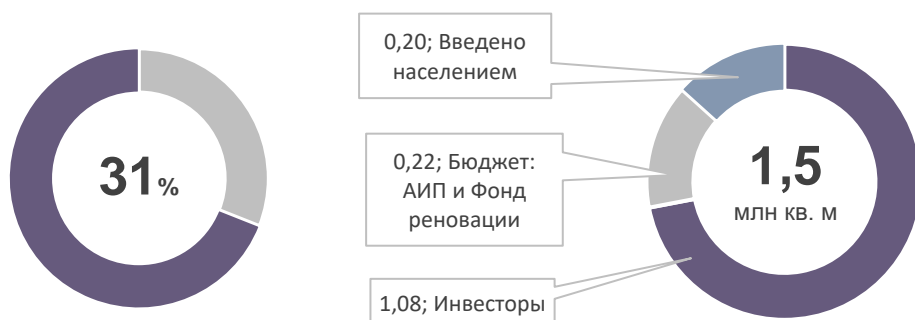 31%
0,20; Введено
населением
0,22; Бюджет:
АИП и Фонд
реновации
1,08; Инвесторы
1,5
млн кв. м